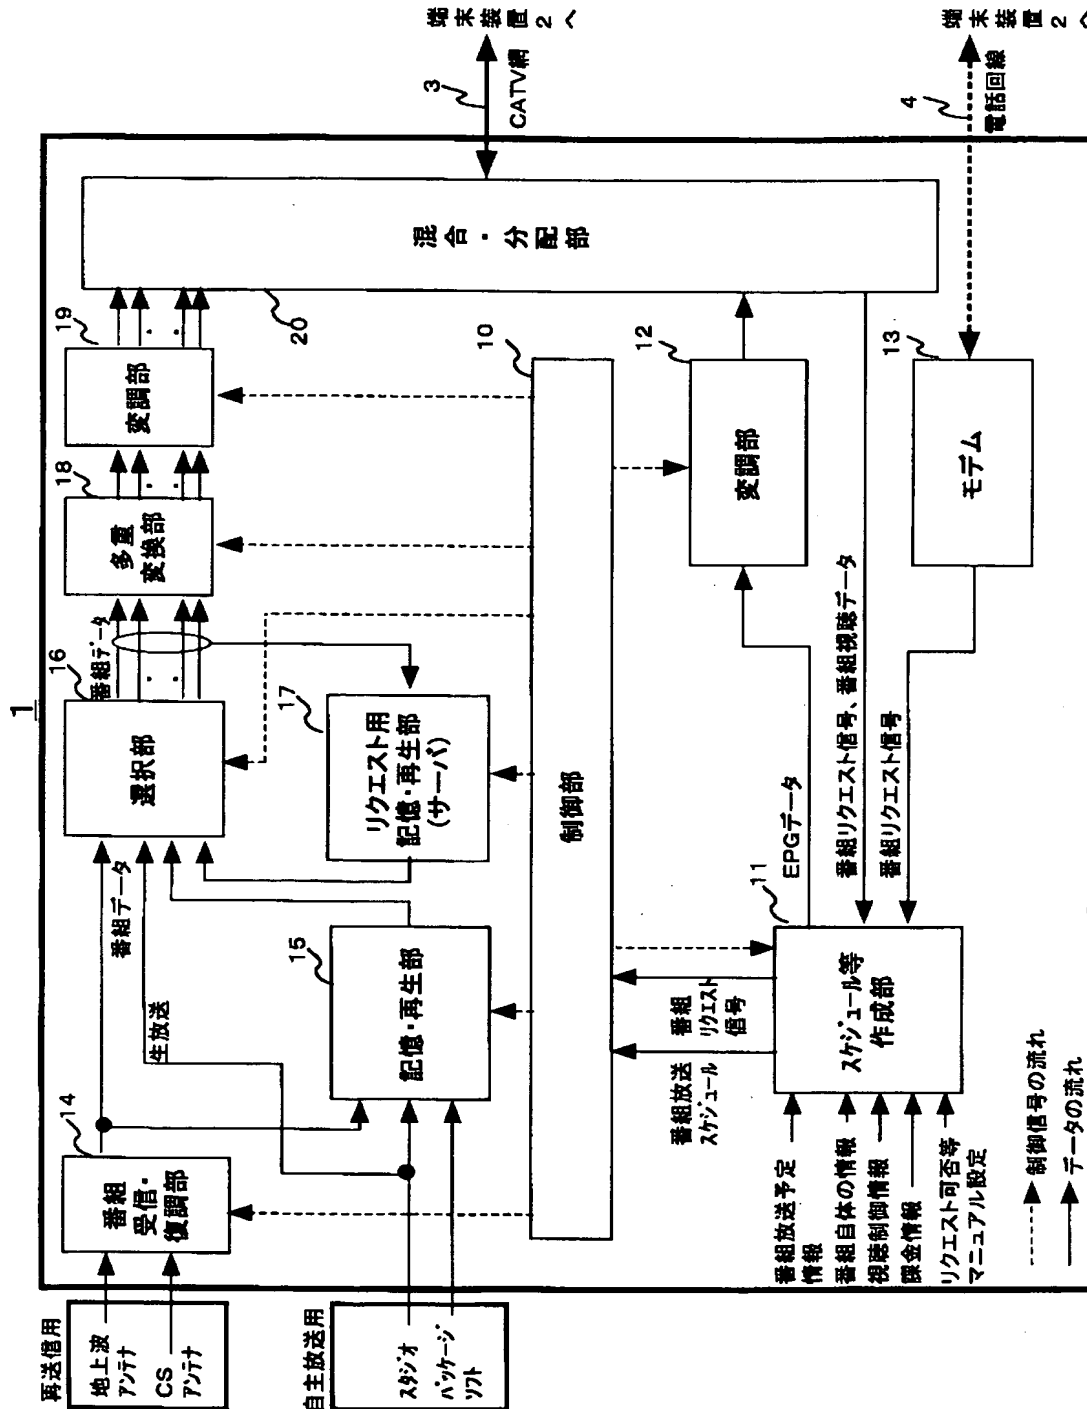 1
再送信用
地上波
アンテナ
CS
アンテナ
自主放送用
スタジオ
パッケージ
ソフト
14
番組
受信・
復調部
番組データ
生放送
15
記憶・再生部
16
選択部
番組データ
17
リクエスト用
記憶・再生部
(サーバ)
18
多重
変換部
19
変調部
20
混合・分配部
3
CATV網
端末装置2へ
4
電話回線
端末装置2へ
10
制御部
番組放送
スケジュール
番組
リクエスト
信号
11
スケジュール等
作成部
EPGデータ
番組リクエスト信号、番組視聴データ
番組リクエスト信号
12
変調部
13
モデム
番組放送予定
情報
番組自体の情報
視聴制御情報
課金情報
リクエスト可否等
マニュアル設定
制御信号の流れ
データの流れ